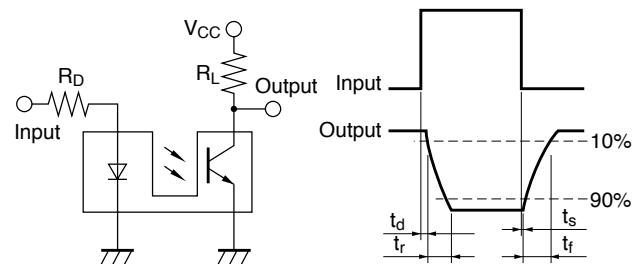 VCC
RD
RL
Output
Input
Input
Output
10%
90%
td
ts
tr
tf